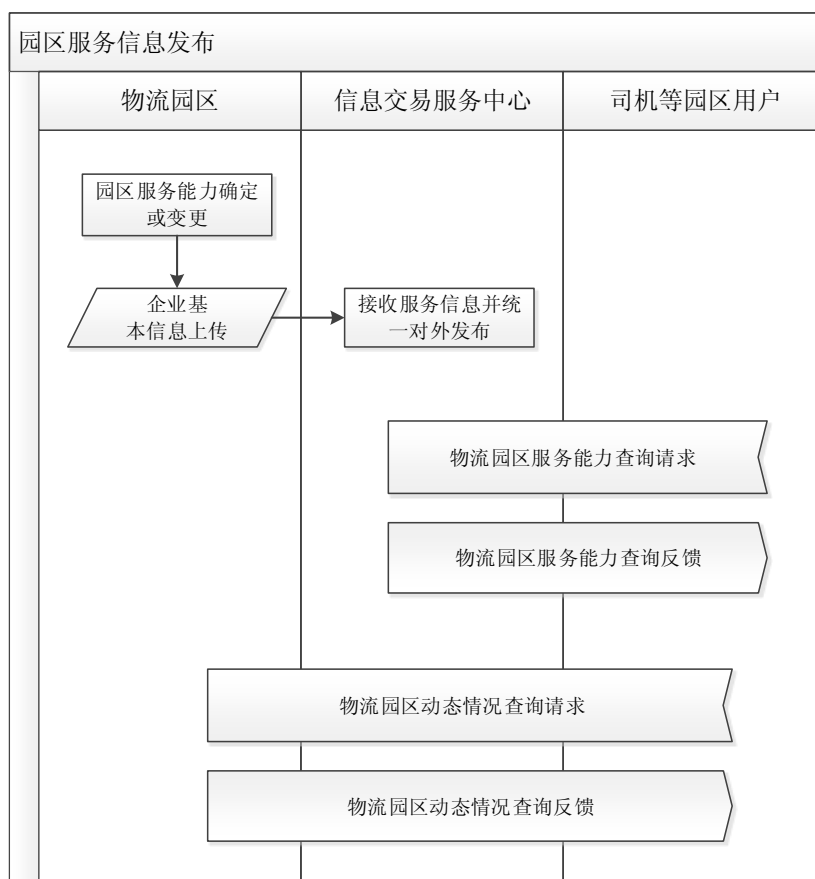 园区服务信息发布
物流园区
信息交易服务中心
司机等园区用户
园区服务能力确定
或变更
企业基
本信息上传
接收服务信息并统
一对外发布
物流园区服务能力查询请求
物流园区服务能力查询反馈
物流园区动态情况查询请求
物流园区动态情况查询反馈